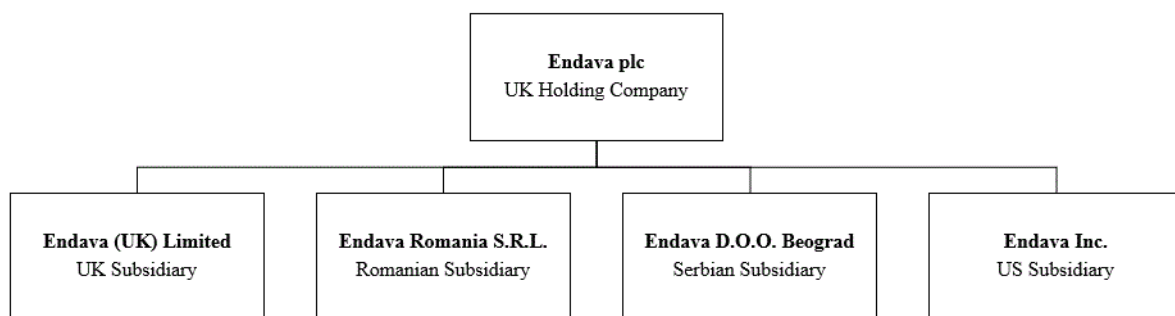 Endava plc
UK Holding Company
Endava (UK) Limited
UK Subsidiary
Endava Romania S.R.L.
Romanian Subsidiary
Endava D.O.O. Beograd
Serbian Subsidiary
Endava Inc.
US Subsidiary